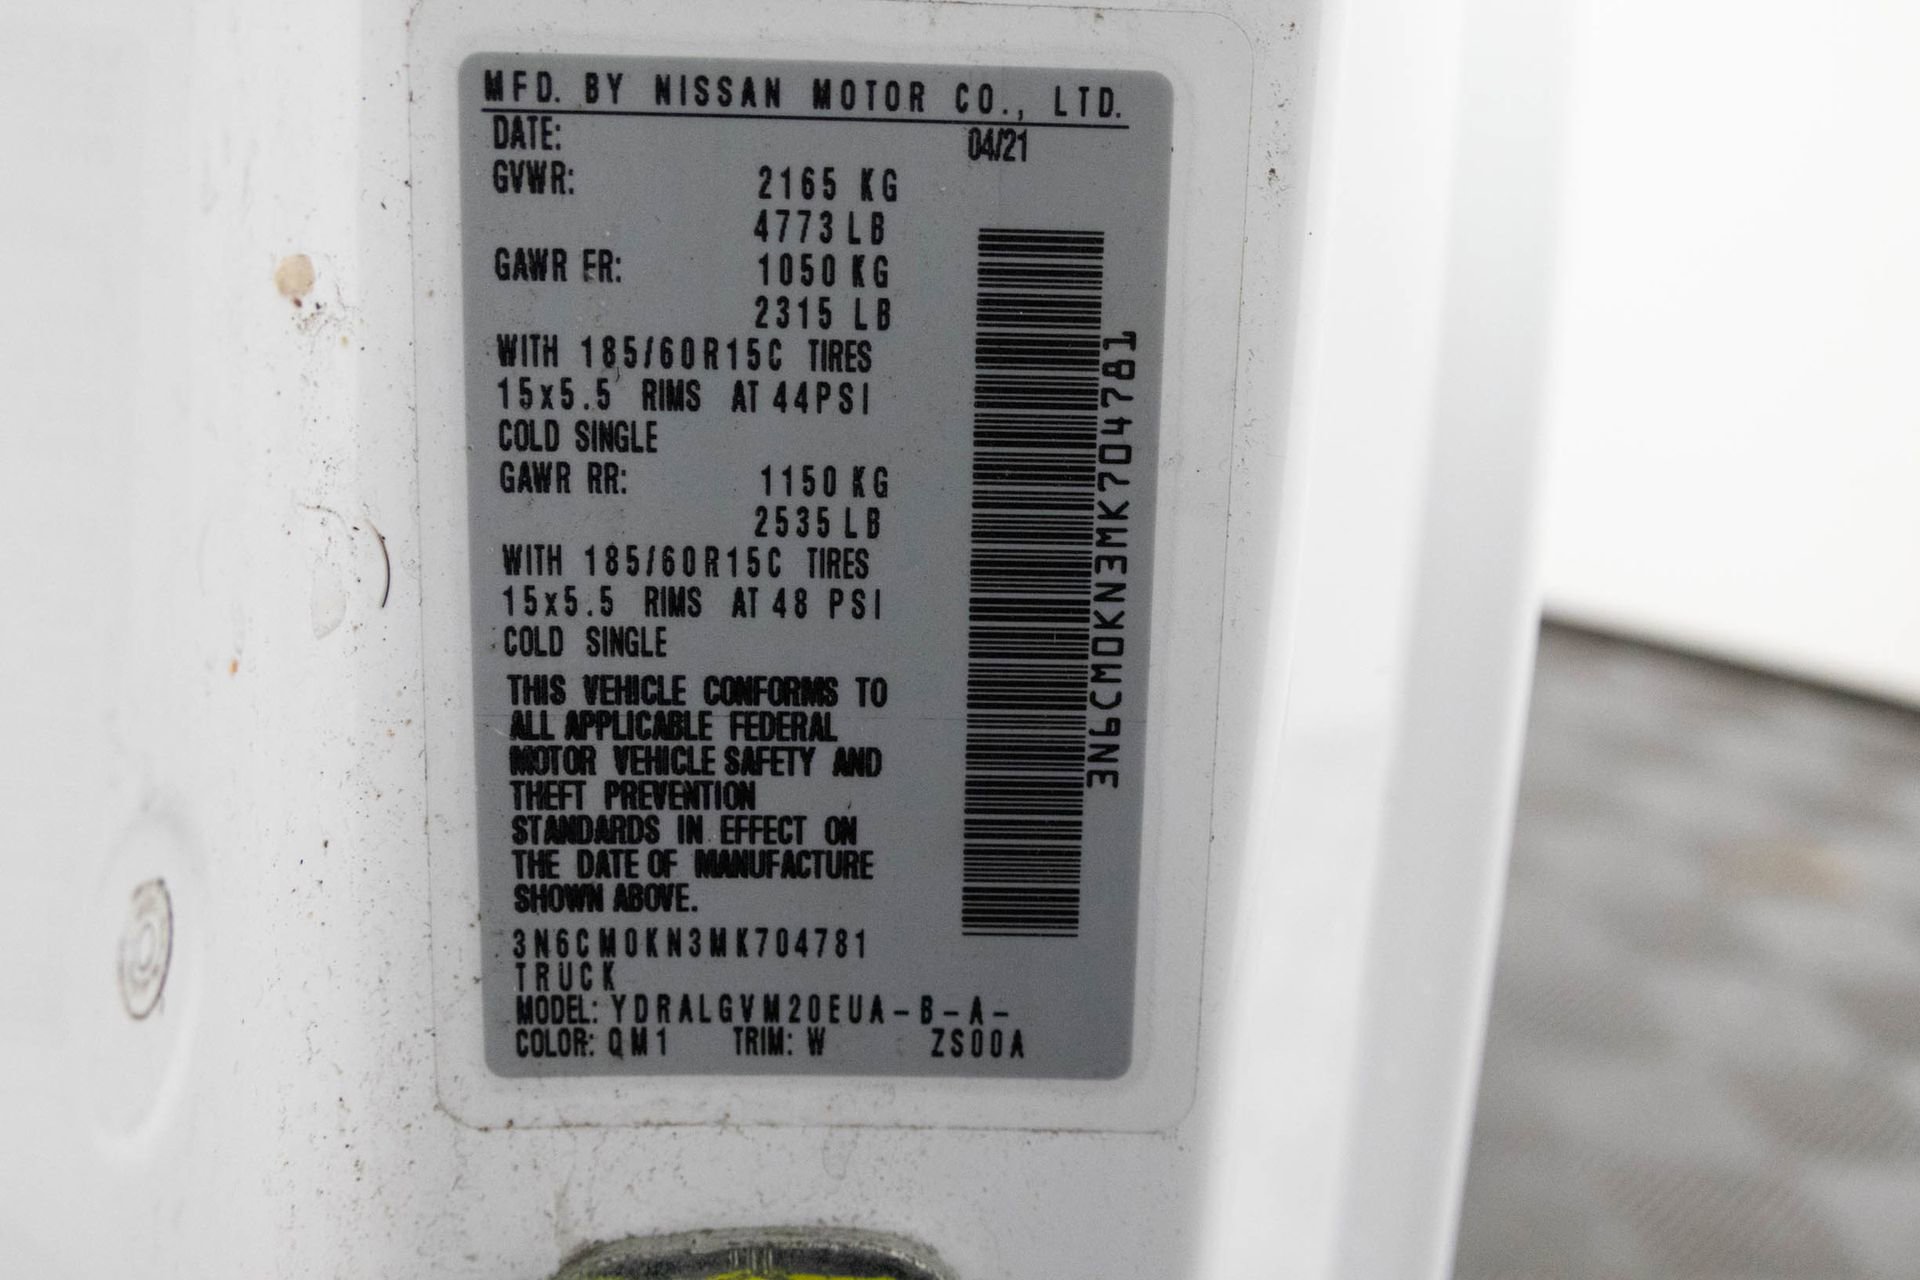 MFD. BY NISSAN MOTOR CO., LTD.
DATE: 04/21
GVWR: 2165 KG
4773 LB
GAWR FR: 1050 KG
2315 LB
WITH 185/60R15C TIRES
15x5.5 RIMS AT 44PSI
COLD SINGLE
GAWR RR: 1150 KG
2535 LB
WITH 185/60R15C TIRES
15x5.5 RIMS AT 48 PSI
COLD SINGLE
THIS VEHICLE CONFORMS TO
ALL APPLICABLE FEDERAL
MOTOR VEHICLE SAFETY AND
THEFT PREVENTION
STANDARDS IN EFFECT ON
THE DATE OF MANUFACTURE
SHOWN ABOVE.
3N6CM0KN3MK704781
TRUCK
MODEL: YDRALGVM20EUA-B-A-
COLOR: QM1 TRIM: W ZS00A
3N6CM0KN3MK704781